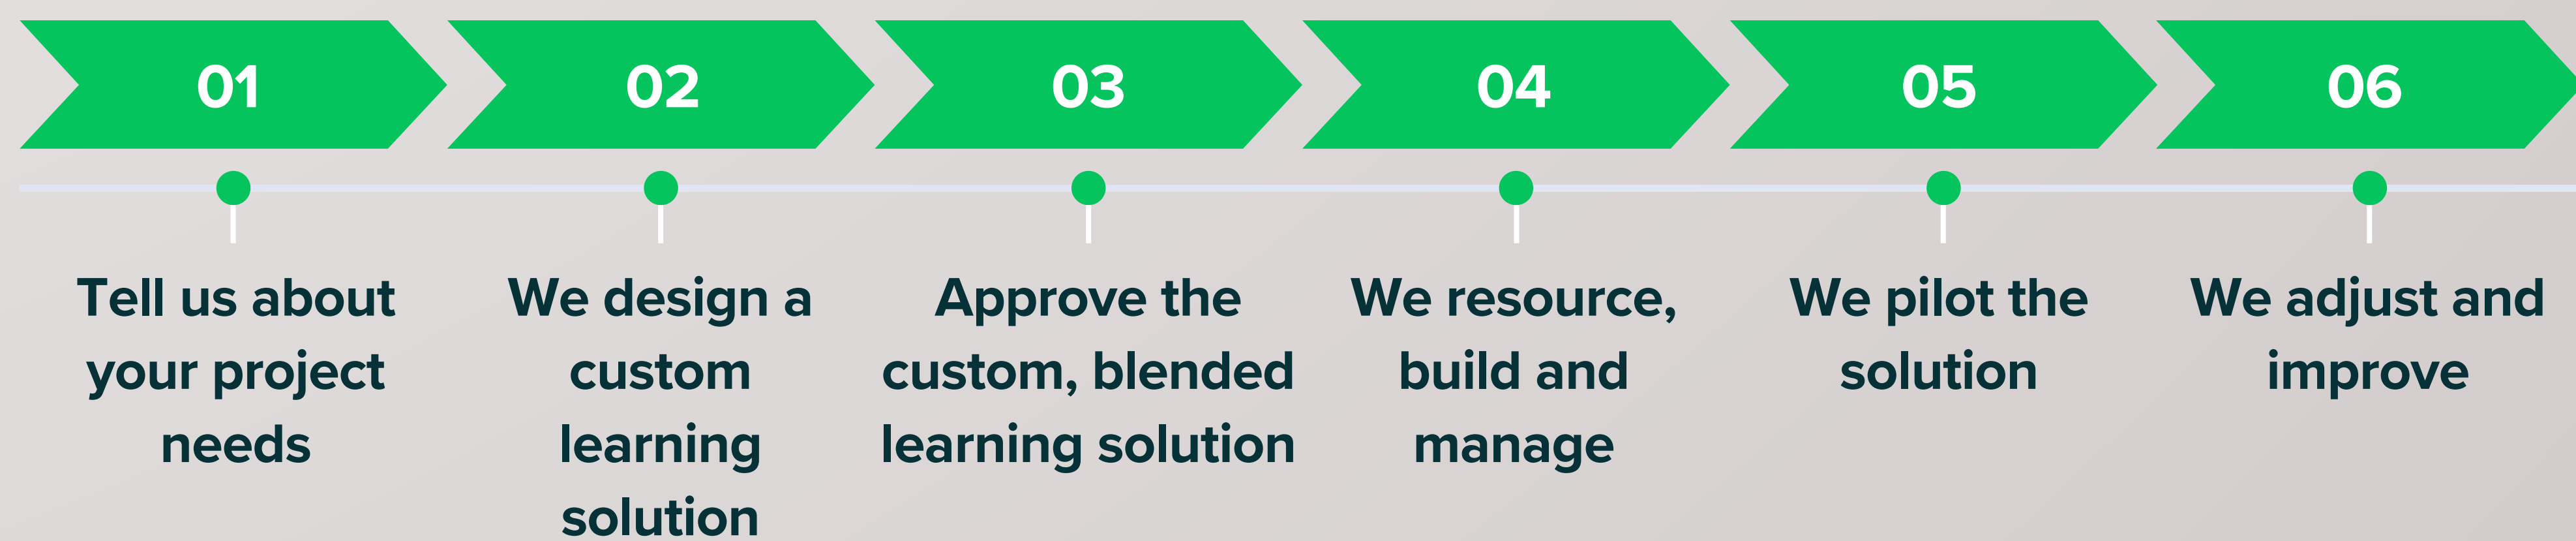 01
02
03
04
05
06
Tell us about
your project
needs
We design a
custom
learning
solution
Approve the
custom, blended
learning solution
We resource,
build and
manage
We pilot the
solution
We adjust and
improve